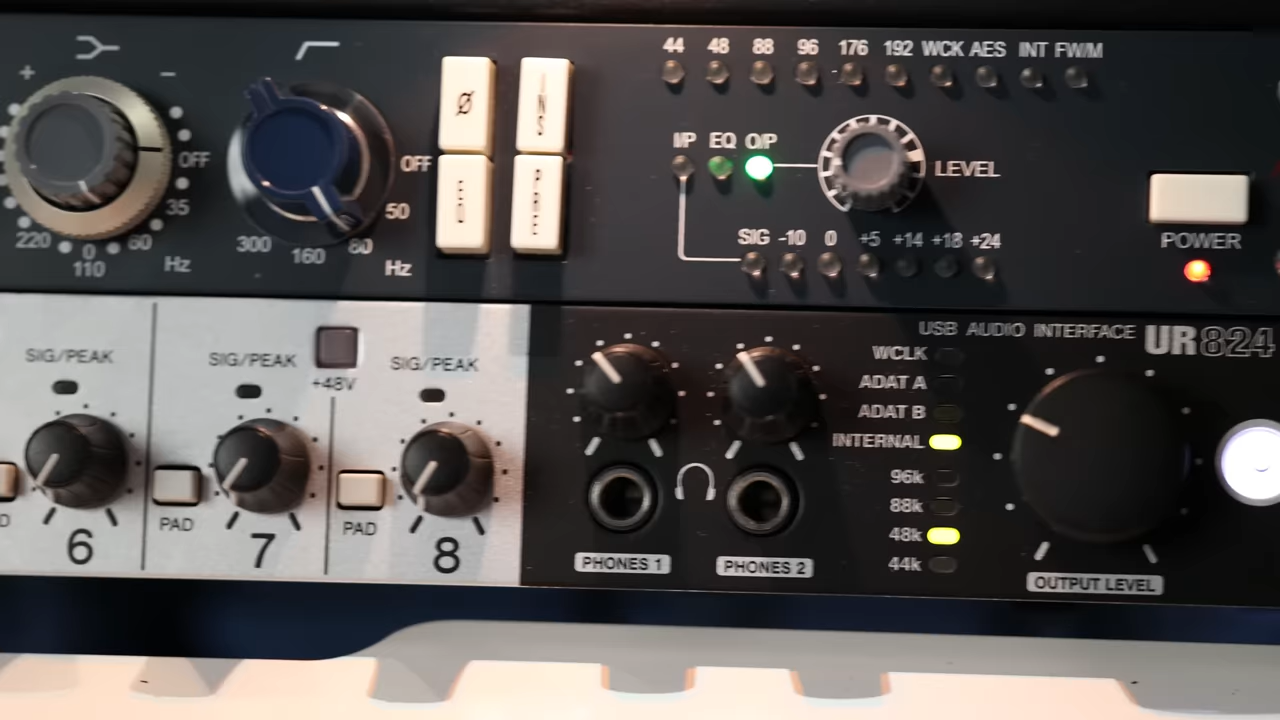 44 48 88 96 176 192 WCK AES INT FW/M
+ −
Ø INS
I/P EQ O/P
OFF OFF LEVEL
EQ PRE
35 50
220 0 60 300 80 SIG -10 0 +5 +14 +18 +24 POWER
110 Hz 160 Hz
USB AUDIO INTERFACE UR824
SIG/PEAK SIG/PEAK SIG/PEAK
+48V
WCLK
ADAT A
ADAT B
INTERNAL
96k
88k
48k
44k
D PAD PAD
6 7 8
PHONES 1 PHONES 2 OUTPUT LEVEL